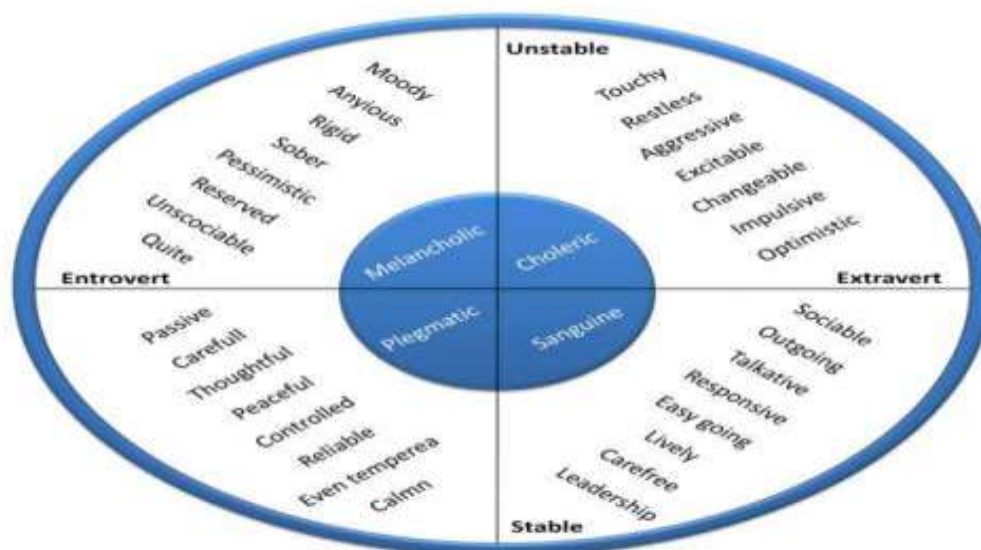 Unstable
Moody
Anyious
Rigid
Sober
Pessimistic
Reserved
Unscociable
Quite
Touchy
Restless
Aggressive
Excitable
Changeable
Impulsive
Optimistic
Melancholic
Choleric
Entrovert
Extravert
Plegmatic
Sanguine
Passive
Carefull
Thoughtful
Peaceful
Controlled
Reliable
Even temperea
Calmn
Sociable
Outgoing
Talkative
Responsive
Easy going
Lively
Carefree
Leadership
Stable